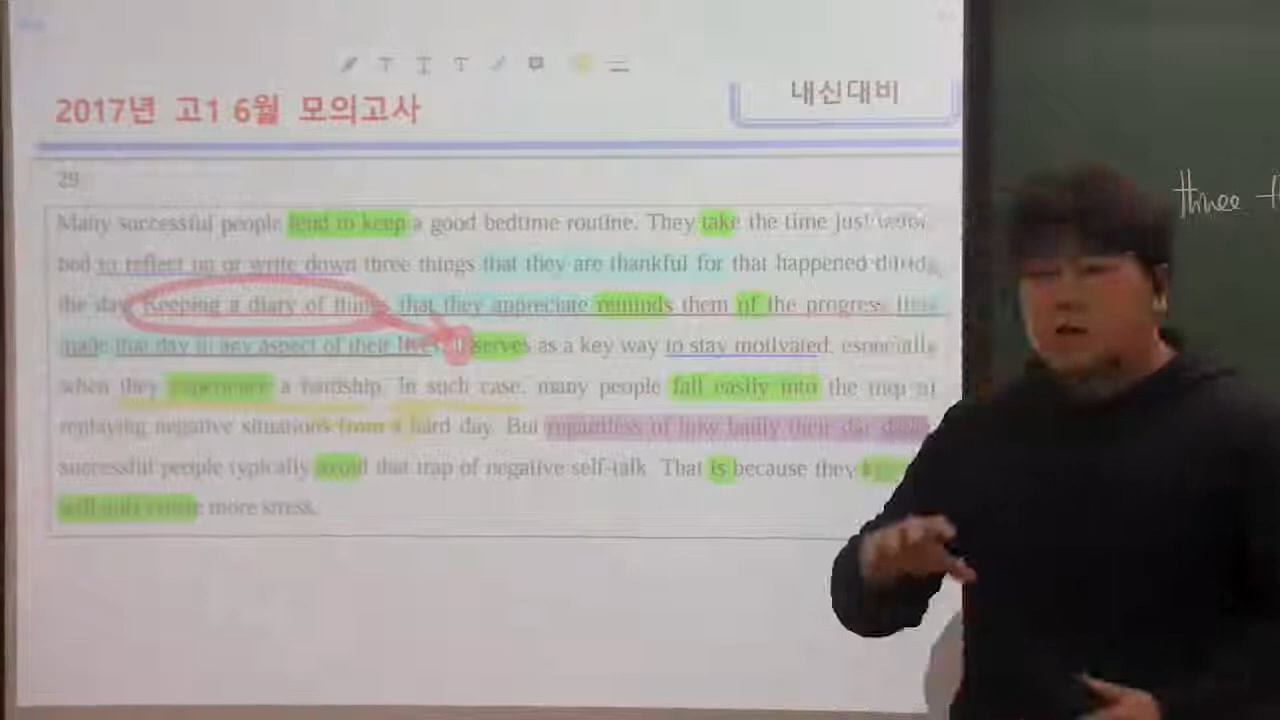 2017년 고1 6월 모의고사
내신대비
29
Many successful people tend to keep a good bedtime routine. They take the time just
bed to reflect on or write down three things that they are thankful for that happened during
the day. Keeping a diary of things that they appreciate reminds them of the progress they
made that day in any aspect of their lives. It serves as a key way to stay motivated, especially
when they experience a hardship. In such case, many people fall easily into the trap of
replaying negative situations from a hard day. But regardless of how badly their day
successful people typically avoid that trap of negative self-talk. That is because they
will only create more stress.
three